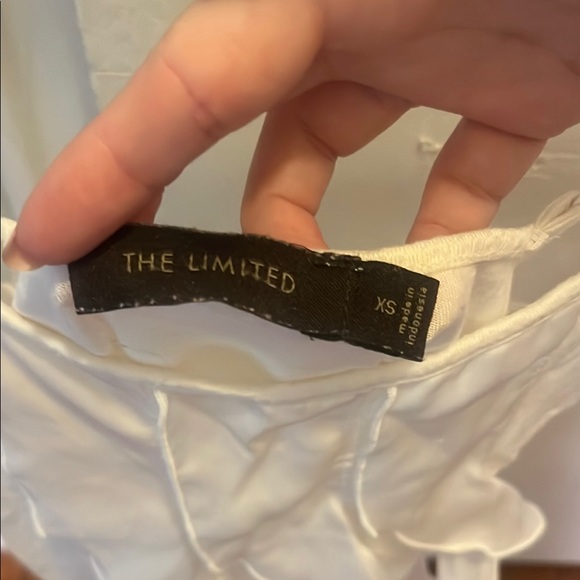 THE LIMITED
XS
made in
indonesia